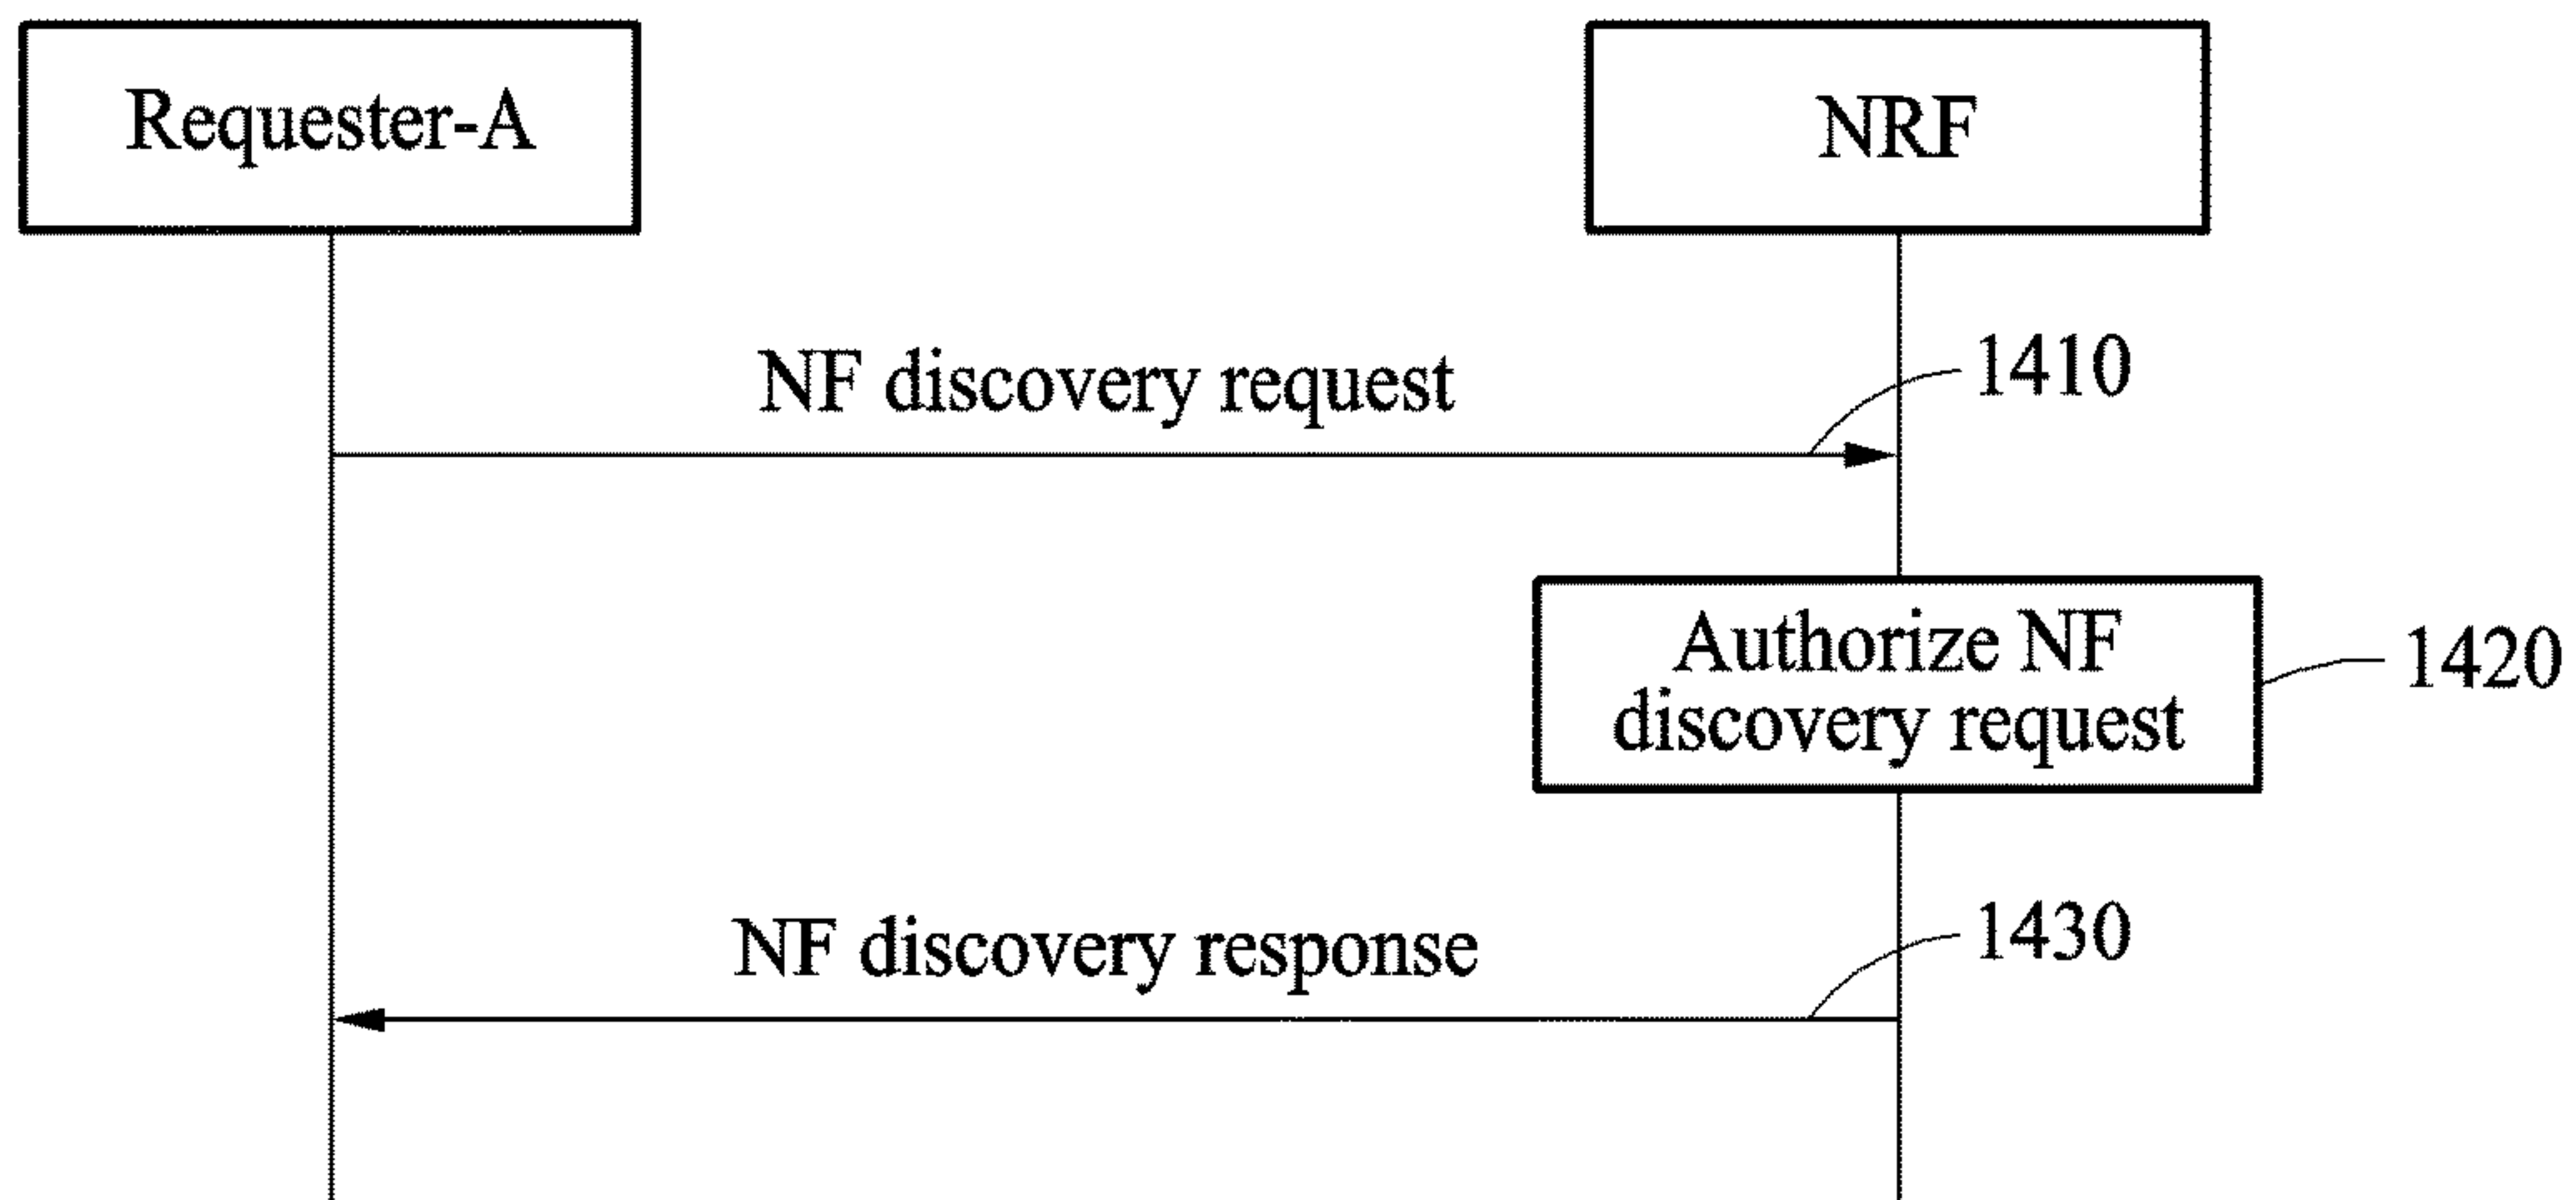 Requester-A
NRF
NF discovery request
1410
Authorize NF
discovery request
1420
NF discovery response
1430